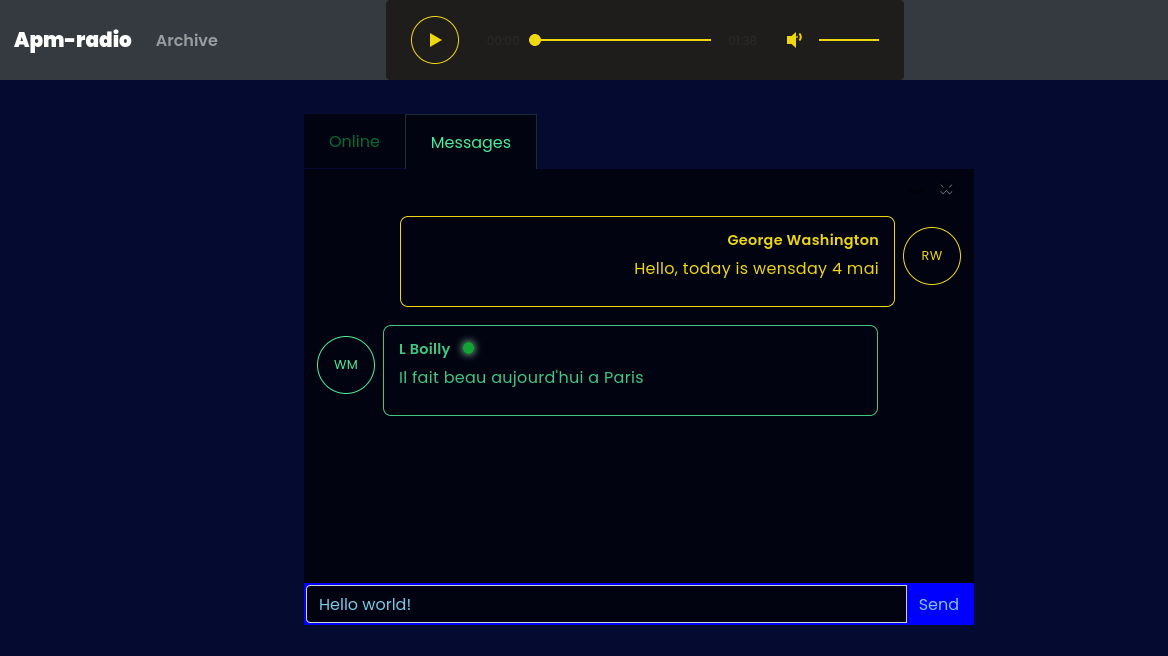 Apm-radio Archive 00:00 01:38
Online Messages
George Washington
Hello, today is wensday 4 mai
RW
L Boilly
WM
Il fait beau aujourd'hui a Paris
Hello world! Send